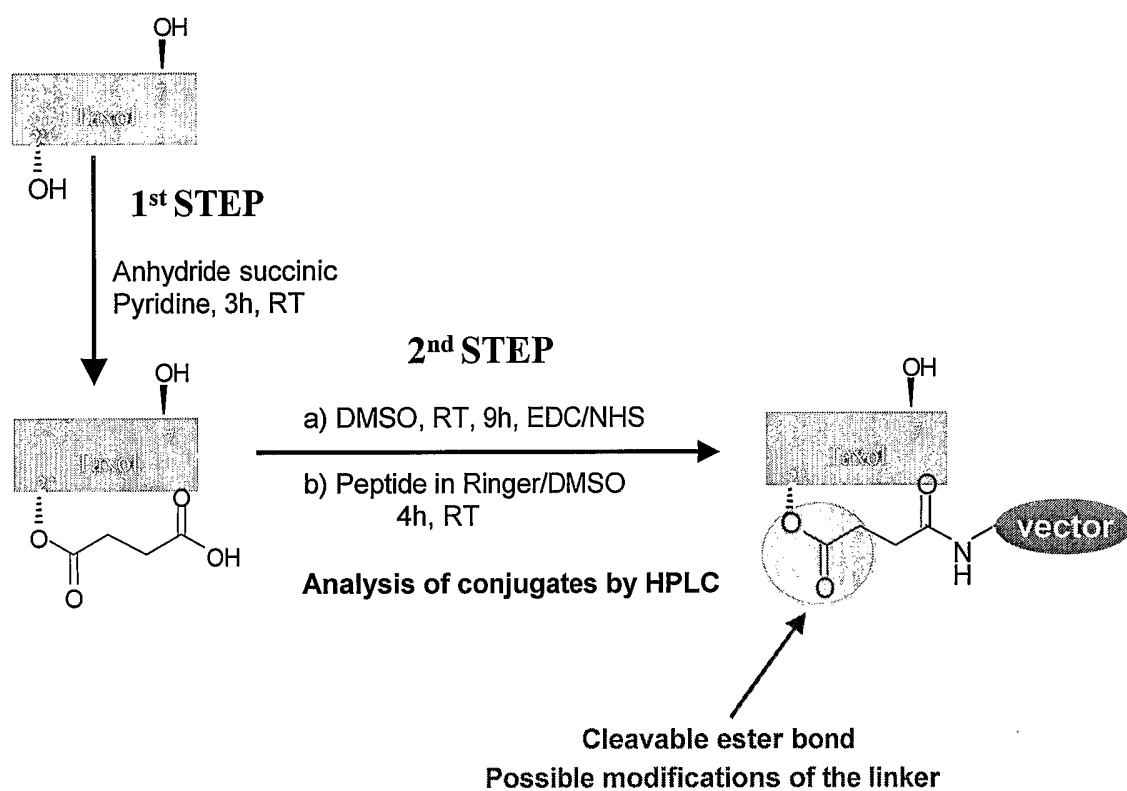 OH
7
Taxol
2'
OH
1st STEP
Anhydride succinic
Pyridine, 3h, RT
OH
7
Taxol
2'
O
O
O
OH
2nd STEP
a) DMSO, RT, 9h, EDC/NHS
b) Peptide in Ringer/DMSO
4h, RT
Analysis of conjugates by HPLC
OH
7
Taxol
O
O
O
N
H
vector
Cleavable ester bond
Possible modifications of the linker